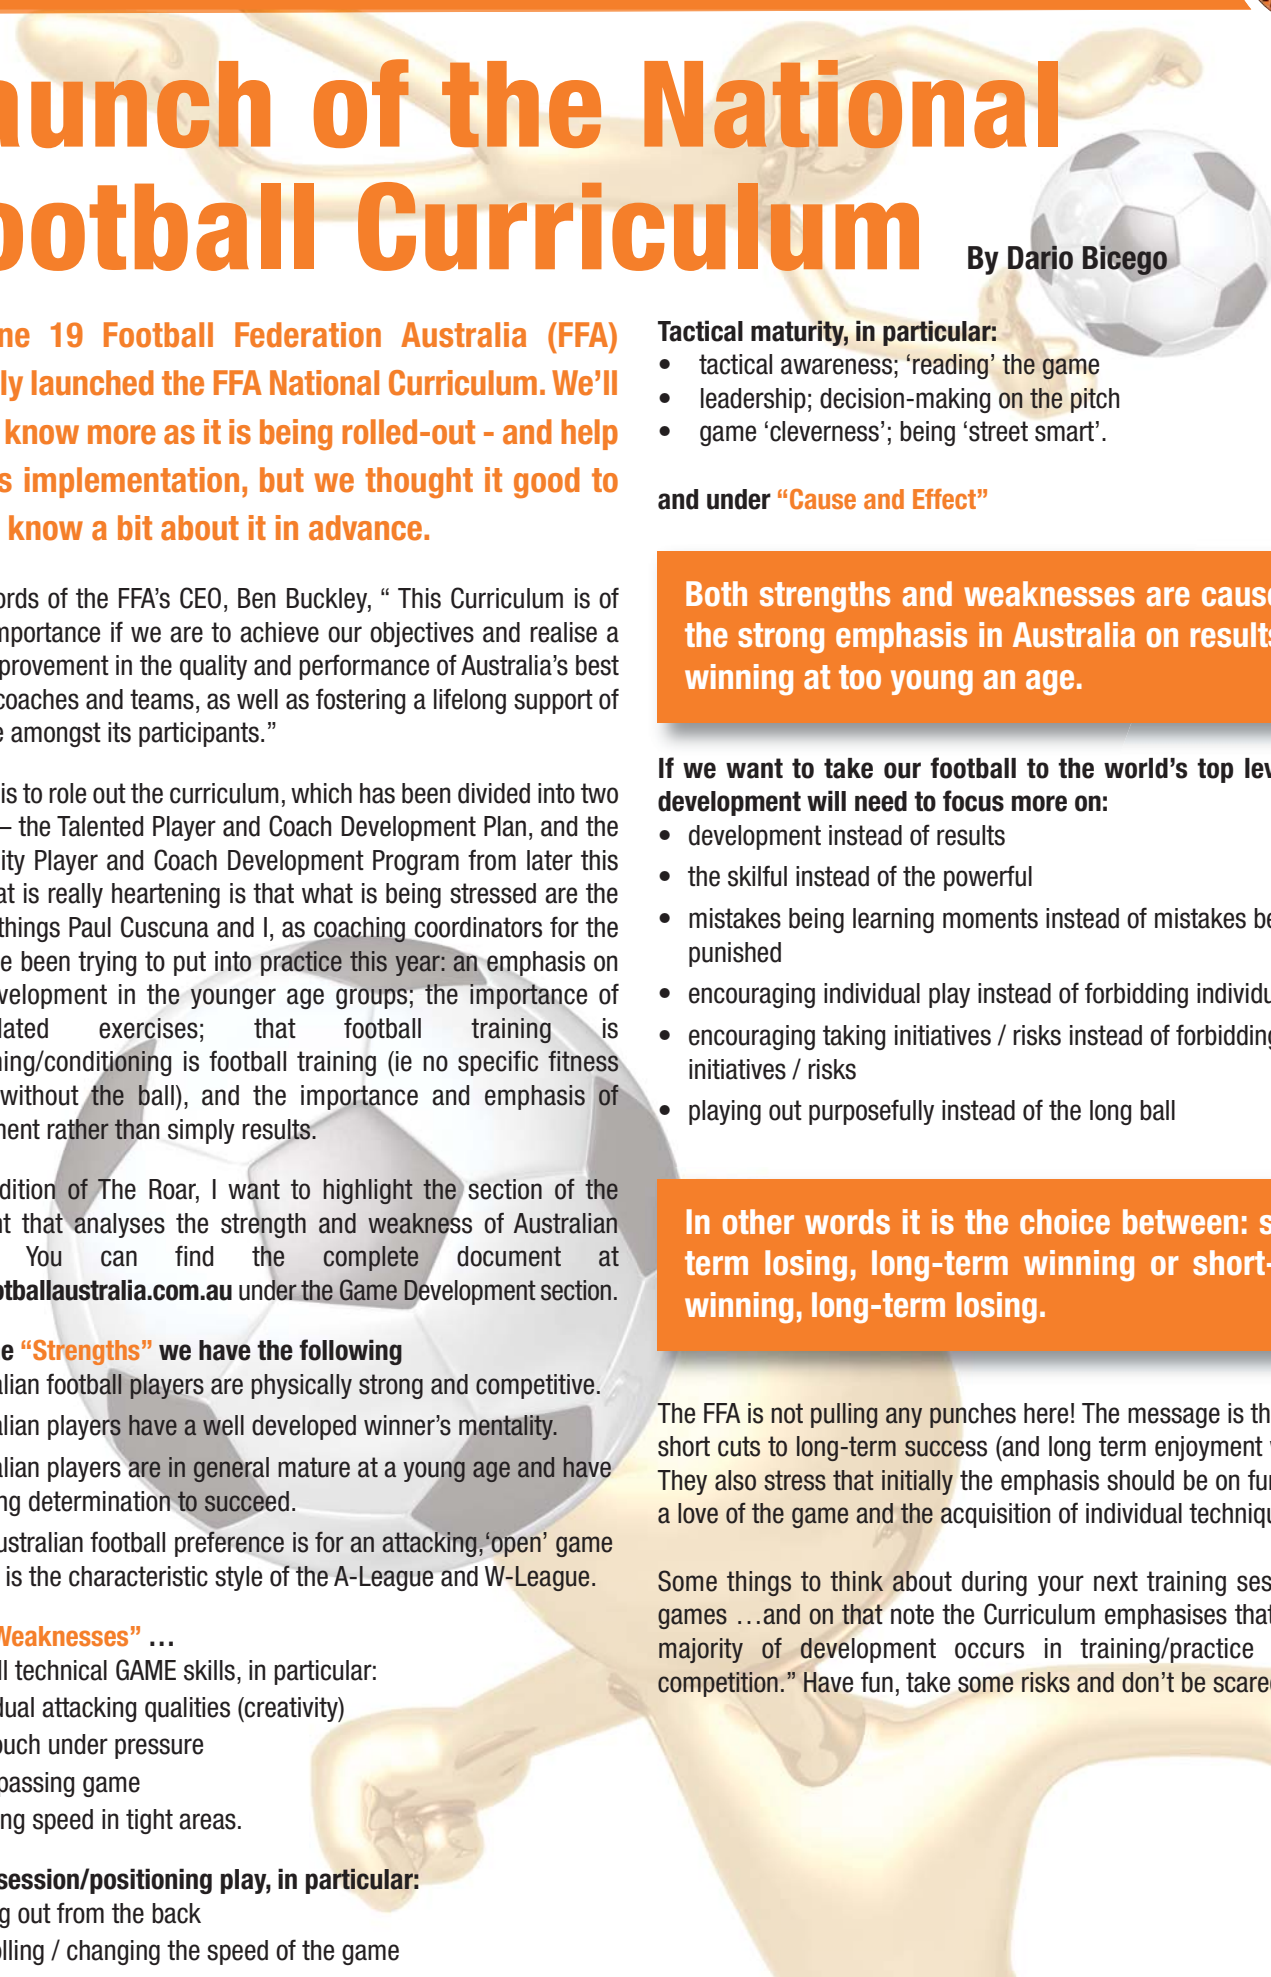 aunch of the National
ootball Curriculum
By Dario Bicego
ne 19 Football Federation Australia (FFA)
ly launched the FFA National Curriculum. We'll
know more as it is being rolled-out - and help
s implementation, but we thought it good to
know a bit about it in advance.
ords of the FFA's CEO, Ben Buckley, “ This Curriculum is of
mportance if we are to achieve our objectives and realise a
provement in the quality and performance of Australia's best
coaches and teams, as well as fostering a lifelong support of
e amongst its participants.”
is to role out the curriculum, which has been divided into two
– the Talented Player and Coach Development Plan, and the
ity Player and Coach Development Program from later this
at is really heartening is that what is being stressed are the
things Paul Cuscuna and I, as coaching coordinators for the
e been trying to put into practice this year: an emphasis on
velopment in the younger age groups; the importance of
lated exercises; that football training is
ning/conditioning is football training (ie no specific fitness
without the ball), and the importance and emphasis of
ment rather than simply results.
dition of The Roar, I want to highlight the section of the
nt that analyses the strength and weakness of Australian
You can find the complete document at
otballaustralia.com.au under the Game Development section.
e “Strengths” we have the following
alian football players are physically strong and competitive.
alian players have a well developed winner's mentality.
alian players are in general mature at a young age and have
ng determination to succeed.
ustralian football preference is for an attacking,‘open’ game
is the characteristic style of the A-League and W-League.
Weaknesses” …
ll technical GAME skills, in particular:
dual attacking qualities (creativity)
ouch under pressure
passing game
ng speed in tight areas.
session/positioning play, in particular:
g out from the back
olling / changing the speed of the game
Tactical maturity, in particular:
• tactical awareness; ‘reading’ the game
• leadership; decision-making on the pitch
• game ‘cleverness’; being ‘street smart’.
and under “Cause and Effect”
Both strengths and weaknesses are cause
the strong emphasis in Australia on results
winning at too young an age.
If we want to take our football to the world's top lev
development will need to focus more on:
• development instead of results
• the skilful instead of the powerful
• mistakes being learning moments instead of mistakes be
punished
• encouraging individual play instead of forbidding individu
• encouraging taking initiatives / risks instead of forbidding
initiatives / risks
• playing out purposefully instead of the long ball
In other words it is the choice between: s
term losing, long-term winning or short-
winning, long-term losing.
The FFA is not pulling any punches here! The message is th
short cuts to long-term success (and long term enjoyment
They also stress that initially the emphasis should be on fun
a love of the game and the acquisition of individual techniqu
Some things to think about during your next training ses
games …and on that note the Curriculum emphasises that
majority of development occurs in training/practice
competition.” Have fun, take some risks and don't be scare